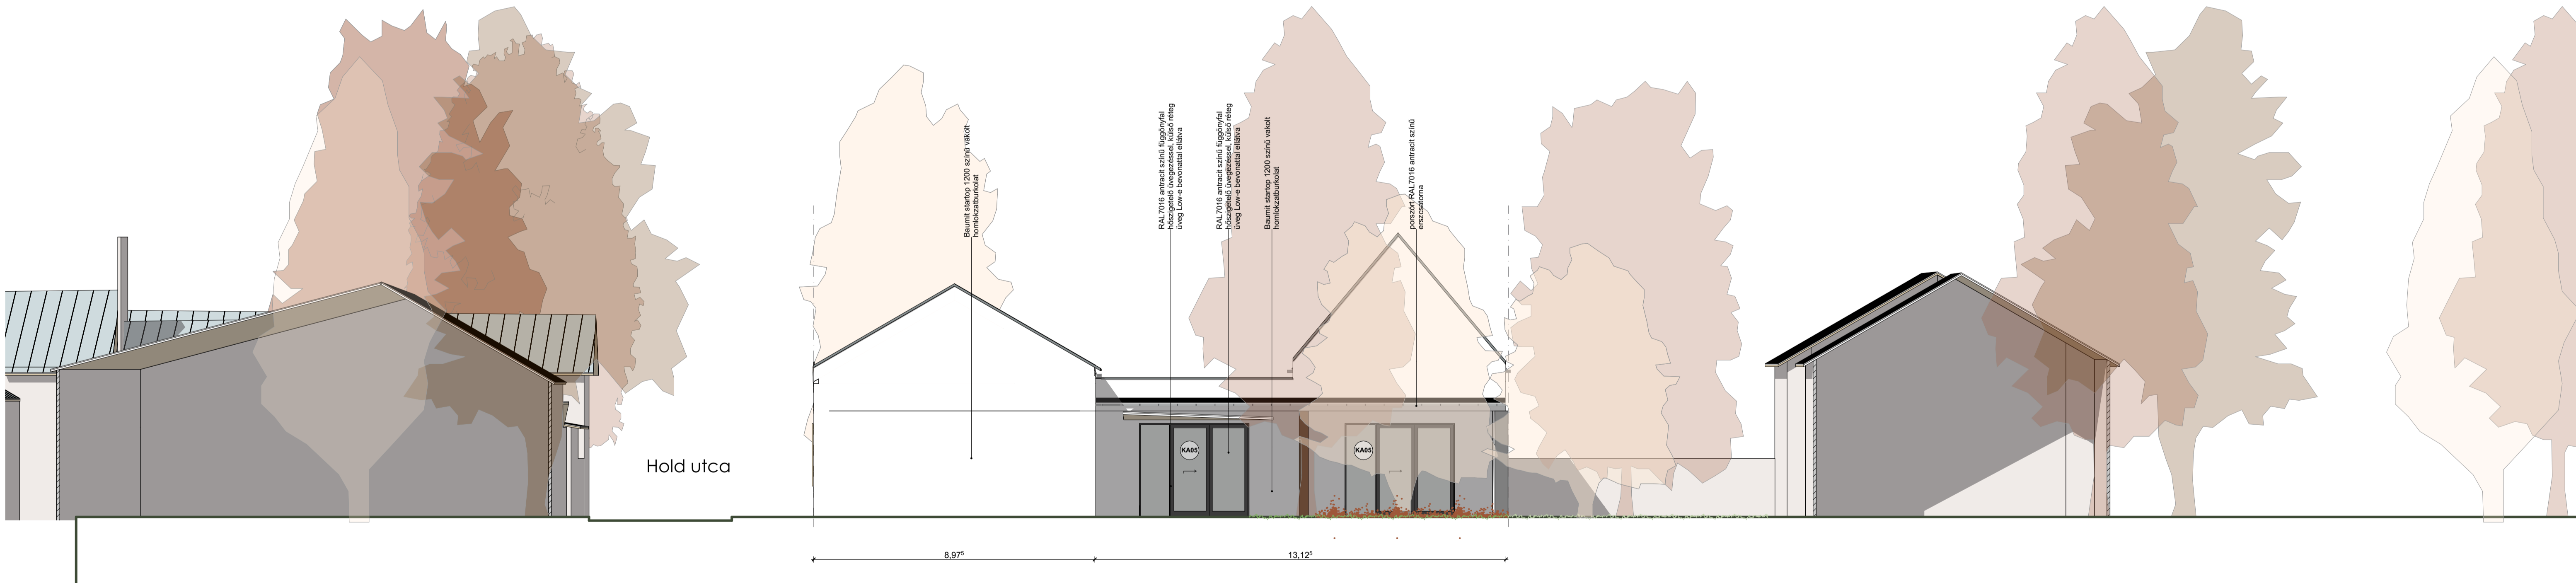 Baumit startop 1200 színű vakolt
homlokzatburkolat
RAL7016 antracit színű függönyfal
hőszigetelő üvegezéssel, külső réteg
üveg Low-e bevonattal ellátva
RAL7016 antracit színű függönyfal
hőszigetelő üvegezéssel, külső réteg
üveg Low-e bevonattal ellátva
Baumit startop 1200 színű vakolt
homlokzatburkolat
porszórt RAL7016 antracit színű
ereszcsatorna
KA05
KA05
Hold utca
8,97⁵
13,12⁵